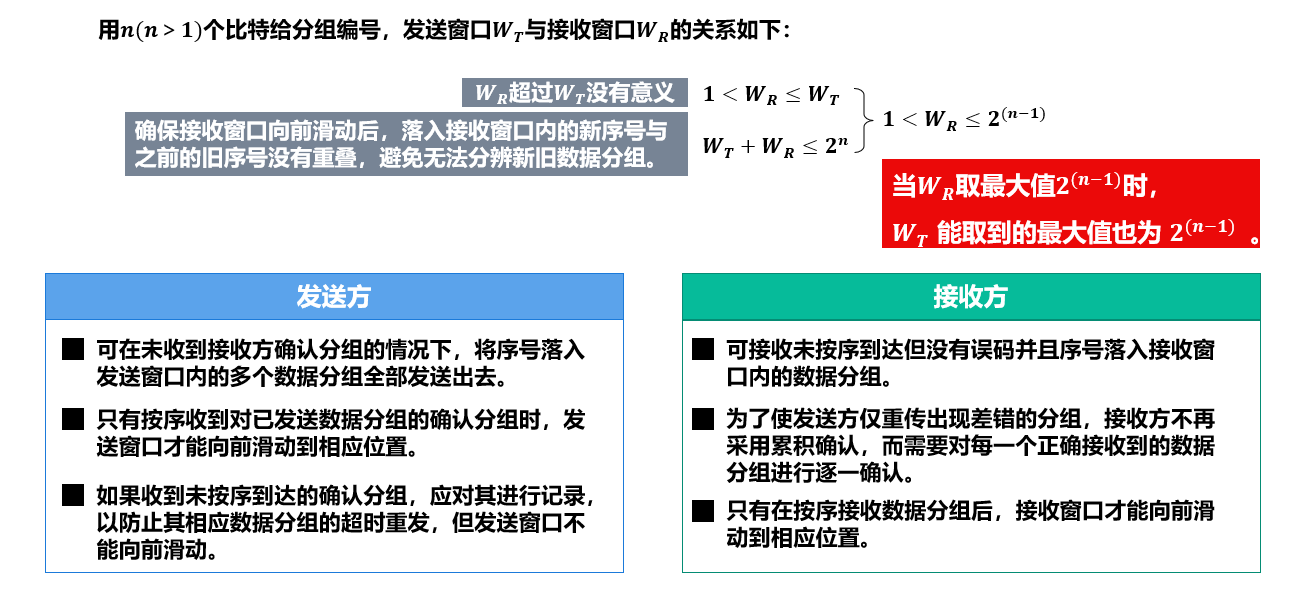 用n(n > 1)个比特给分组编号，发送窗口W_T与接收窗口W_R的关系如下：
W_R超过W_T没有意义
1 < W_R ≤ W_T
确保接收窗口向前滑动后，落入接收窗口内的新序号与
之前的旧序号没有重叠，避免无法分辨新旧数据分组。
W_T + W_R ≤ 2^n
1 < W_R ≤ 2^(n−1)
当W_R取最大值2^(n−1)时，
W_T 能取到的最大值也为 2^(n−1) 。
发送方
可在未收到接收方确认分组的情况下，将序号落入
发送窗口内的多个数据分组全部发送出去。
只有按序收到对已发送数据分组的确认分组时，发
送窗口才能向前滑动到相应位置。
如果收到未按序到达的确认分组，应对其进行记录，
以防止其相应数据分组的超时重发，但发送窗口不
能向前滑动。
接收方
可接收未按序到达但没有误码并且序号落入接收窗
口内的数据分组。
为了使发送方仅重传出现差错的分组，接收方不再
采用累积确认，而需要对每一个正确接收到的数据
分组进行逐一确认。
只有在按序接收数据分组后，接收窗口才能向前滑
动到相应位置。